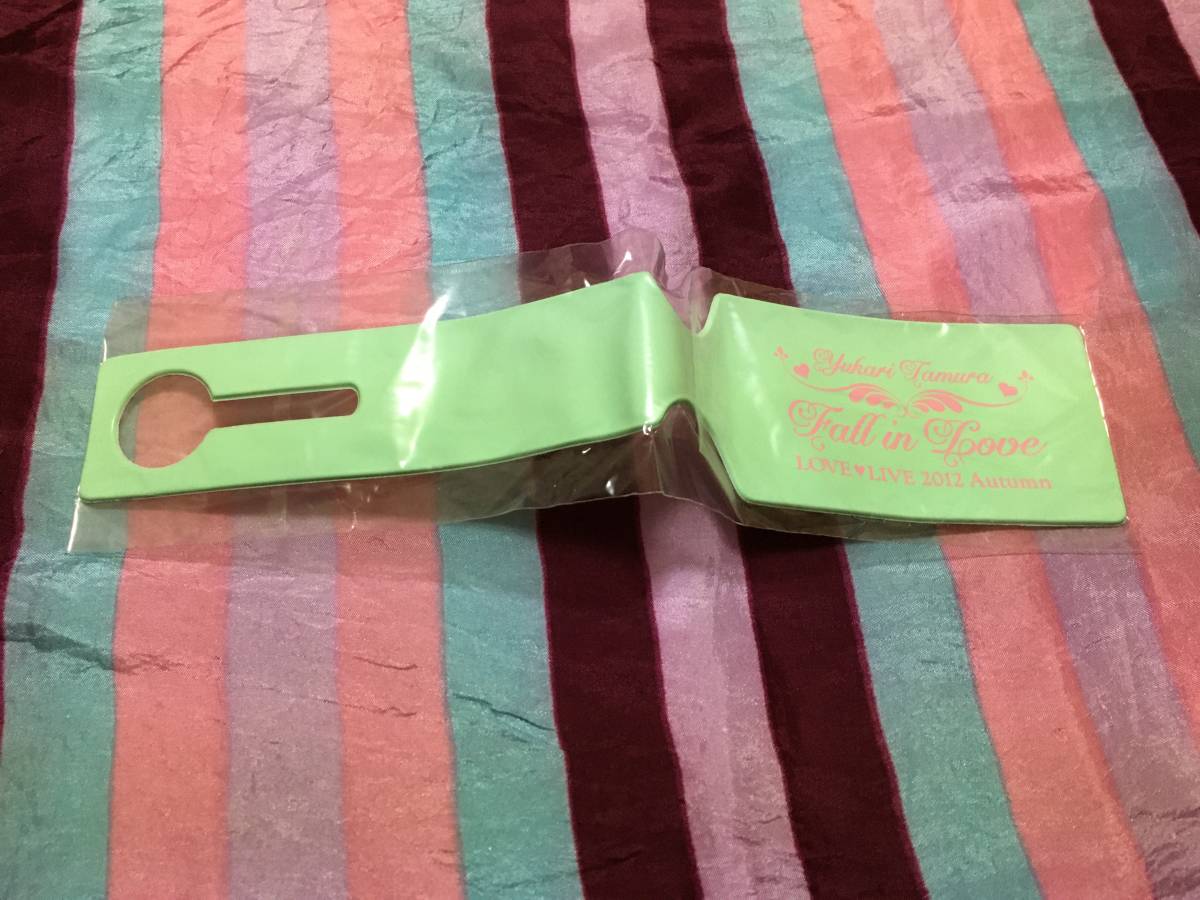 Yukari Tamura
Fall in Love
LOVE♥LIVE 2012 Autumn